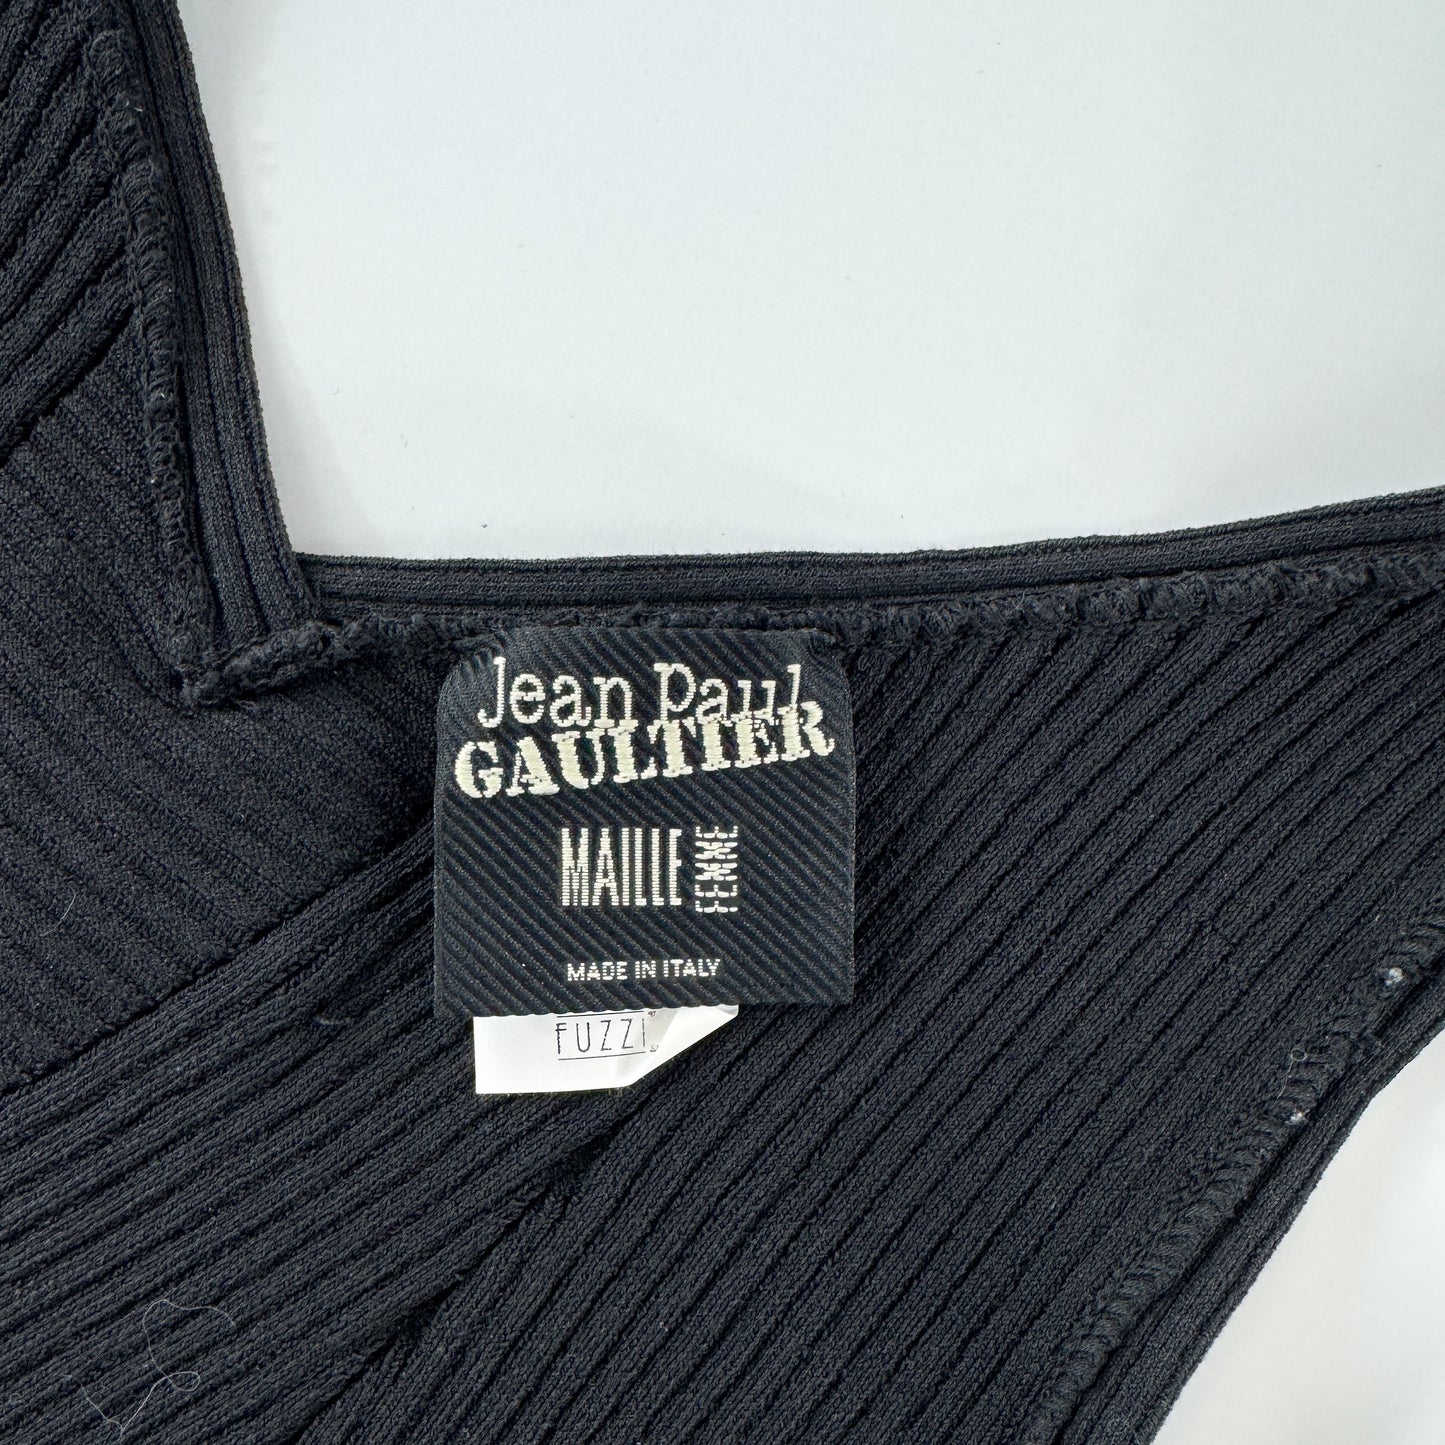 Jean Paul
GAULTIER
MAILLE FEMME
MADE IN ITALY
FUZZI